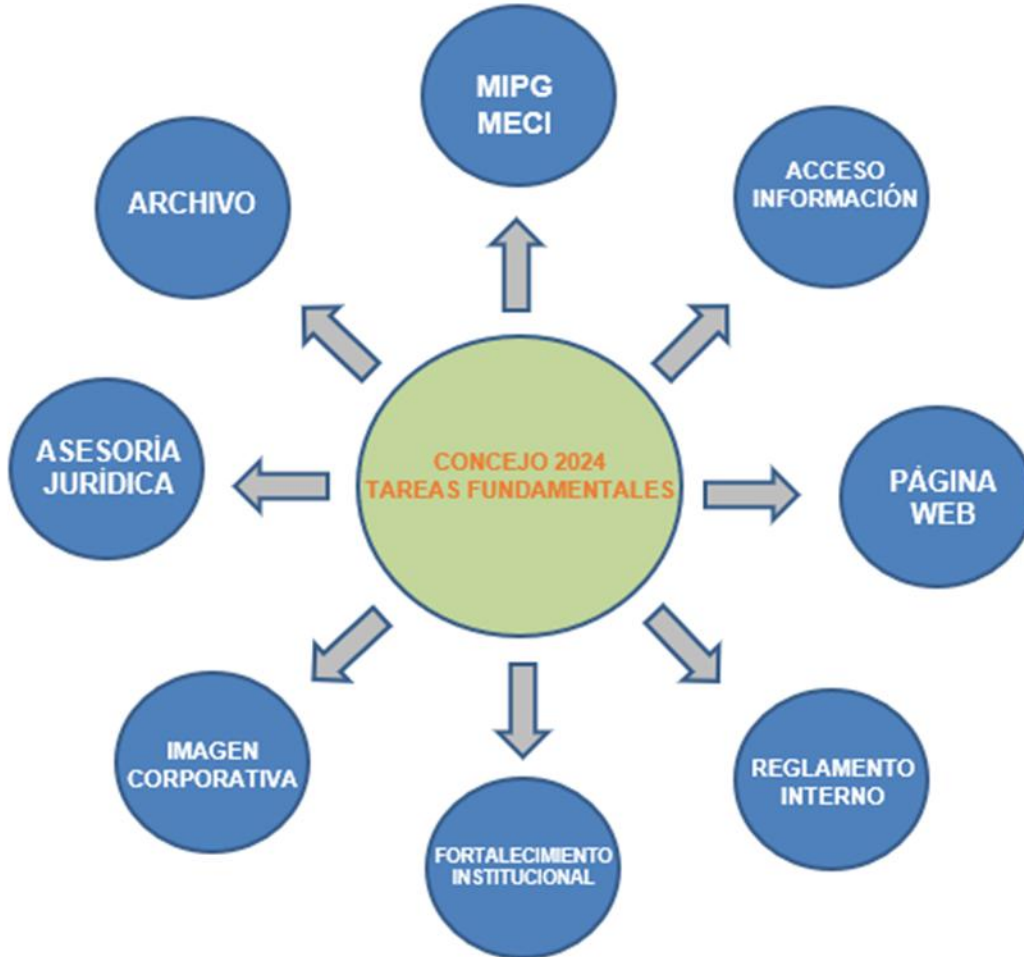 MIPG
MECI
ACCESO
INFORMACIÓN
ARCHIVO
CONCEJO 2024
TAREAS FUNDAMENTALES
ASESORÍA
JURÍDICA
PÁGINA
WEB
IMAGEN
CORPORATIVA
REGLAMENTO
INTERNO
FORTALECIMIENTO
INSTITUCIONAL